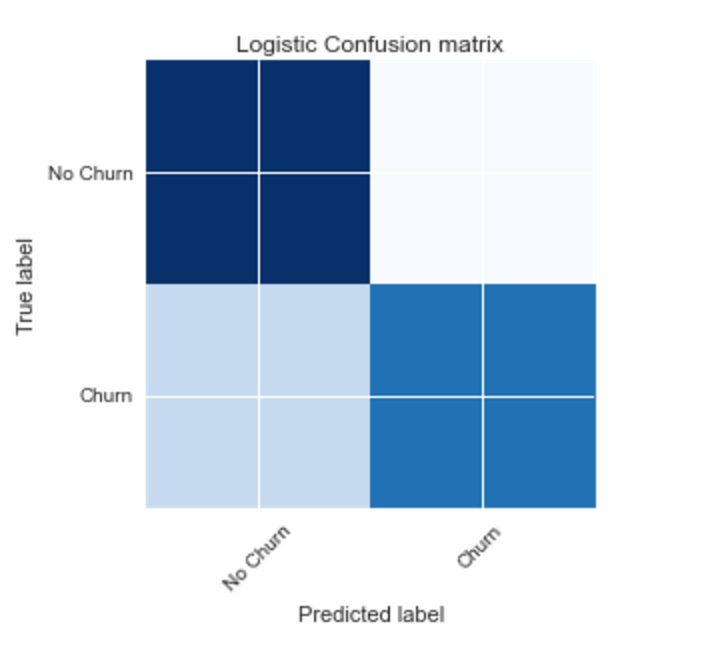 Logistic Confusion matrix
No Churn
True label
Churn
No Churn
Churn
Predicted label